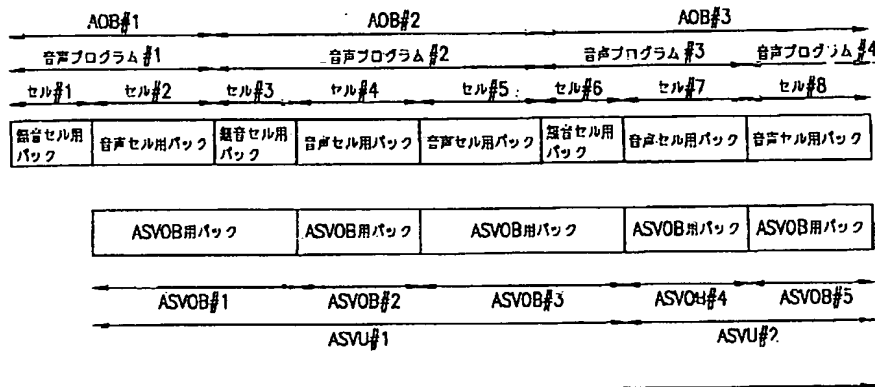 AOB#1 AOB#2 AOB#3
音声プログラム#1 音声プログラム#2 音声プログラム#3 音声プログラム#4
セル#1 セル#2 セル#3 セル#4 セル#5 セル#6 セル#7 セル#8
無音セル用パック 音声セル用パック 無音セル用パック 音声セル用パック 音声セル用パック 無音セル用パック 音声セル用パック 音声セル用パック
ASVOB用パック ASVOB用パック ASVOB用パック ASVOB用パック ASVOB用パック
ASVOB#1 ASVOB#2 ASVOB#3 ASVOB#4 ASVOB#5
ASVU#1 ASVU#2